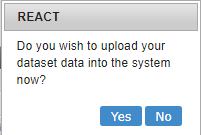 REACT
Do you wish to upload your
dataset data into the system
now?
Yes No